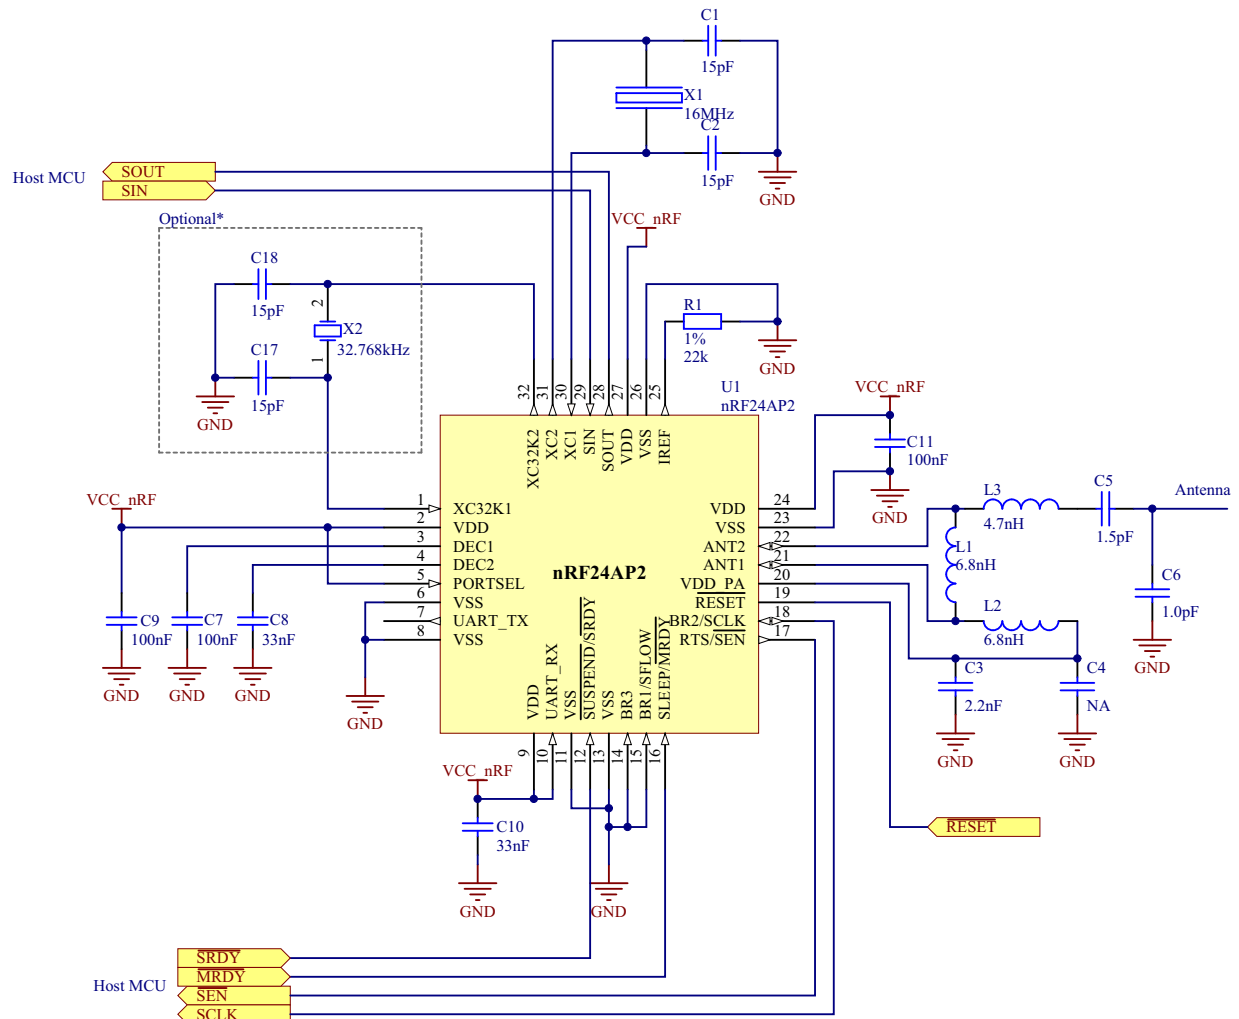 C1
15pF
X1
16MHz
C2
15pF
GND
Host MCU
SOUT
SIN
Optional*
VCC_nRF
C18
15pF
2
X2
32.768kHz
1
C17
15pF
GND
R1
1%
22k
GND
U1
nRF24AP2
32
31
30
29
28
27
26
25
XC32K2
XC2
XC1
SIN
SOUT
VDD
VSS
IREF
VCC_nRF
C11
100nF
GND
VCC_nRF
1 XC32K1
2 VDD
3 DEC1
4 DEC2
5 PORTSEL
6 VSS
7 UART_TX
8 VSS
nRF24AP2
VDD 24
VSS 23
ANT2 22
ANT1 21
VDD_PA 20
RESET 19
BR2/SCLK 18
RTS/SEN 17
L3
4.7nH
C5
1.5pF
Antenna
L1
6.8nH
C6
1.0pF
GND
L2
6.8nH
C9
100nF
GND
C7
100nF
GND
C8
33nF
GND
GND
C3
2.2nF
GND
C4
NA
GND
VDD
UART_RX
VSS
SUSPEND/SRDY
VSS
BR3
BR1/SFLOW
SLEEP/MRDY
9
10
11
12
13
14
15
16
VCC_nRF
C10
33nF
GND
GND
RESET
Host MCU
SRDY
MRDY
SEN
SCLK